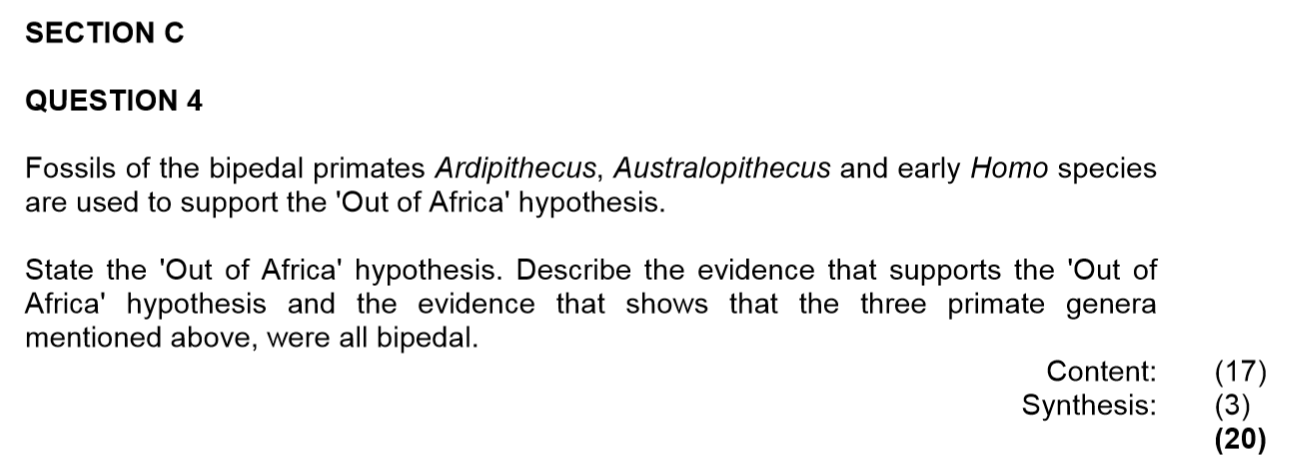 SECTION C
QUESTION 4
Fossils of the bipedal primates Ardipithecus, Australopithecus and early Homo species
are used to support the 'Out of Africa' hypothesis.
State the 'Out of Africa' hypothesis. Describe the evidence that supports the 'Out of
Africa' hypothesis and the evidence that shows that the three primate genera
mentioned above, were all bipedal.
Content: (17)
Synthesis: (3)
(20)